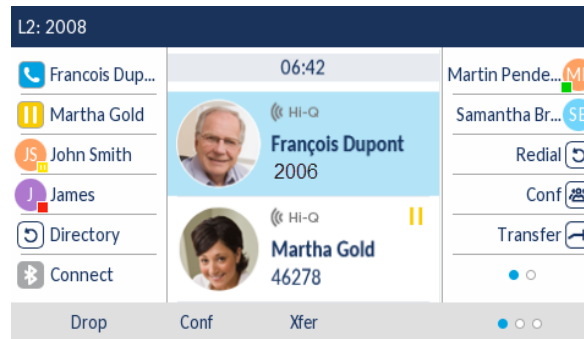 L2: 2008
Francois Dup...
Martha Gold
JS John Smith
J James
Directory
Connect
06:42
Hi-Q
François Dupont
2006
Hi-Q
Martha Gold
46278
Martin Pende...
Samantha Br...
Redial
Conf
Transfer
Drop Conf Xfer